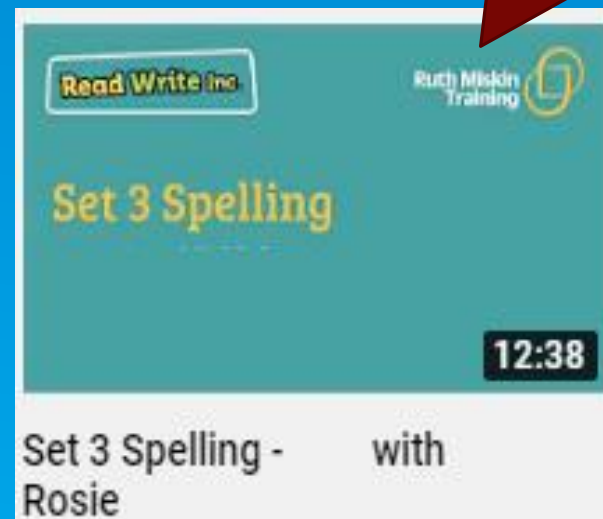 Read Write Inc.
Ruth Miskin
Training
Set 3 Spelling
12:38
Set 3 Spelling - with
Rosie